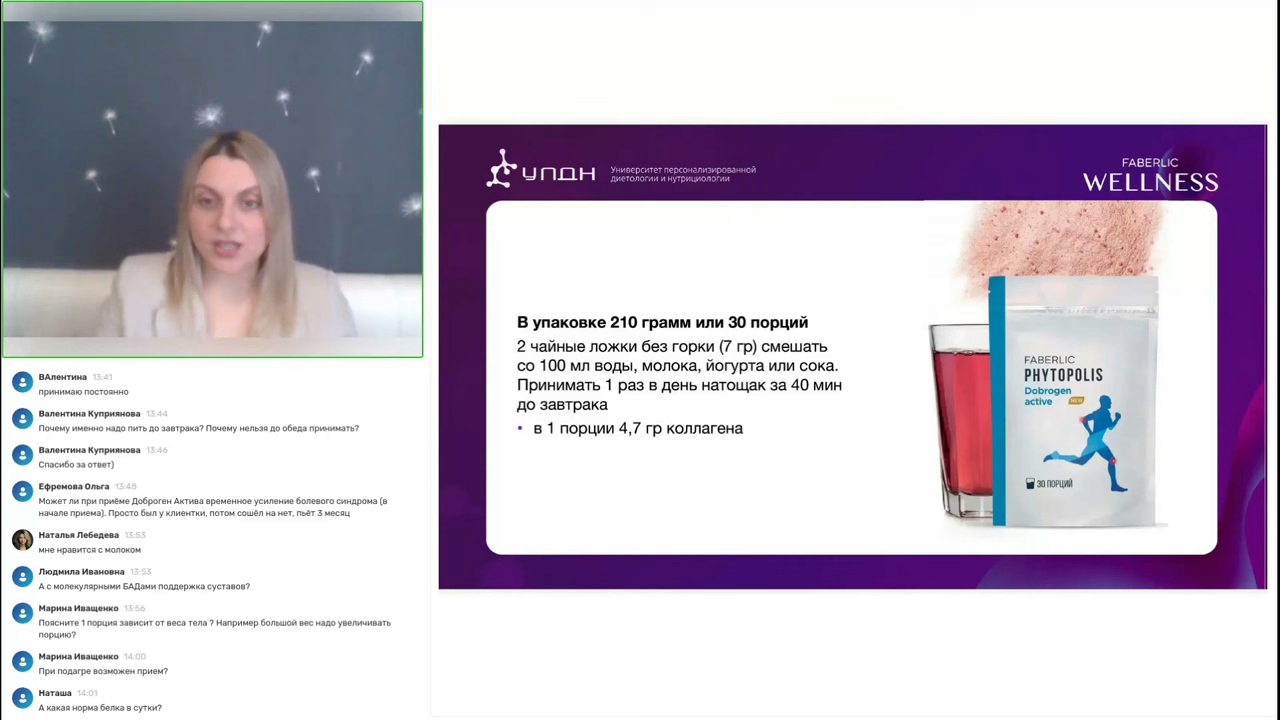 ВАлентина 13:41
принимаю постоянно
Валентина Куприянова 13:44
Почему именно надо пить до завтрака? Почему нельзя до обеда принимать?
Валентина Куприянова 13:46
Спасибо за ответ)
Ефремова Ольга 13:48
Может ли при приёме Доброген Актива временное усиление болевого синдрома (в
начале приема). Просто был у клиентки, потом сошёл на нет, пьёт 3 месяц
Наталья Лебедева 13:53
мне нравится с молоком
Людмила Ивановна 13:53
А с молекулярными БАДами поддержка суставов?
Марина Иващенко 13:56
Поясните 1 порция зависит от веса тела ? Например большой вес надо увеличивать
порцию?
Марина Иващенко 14:00
При подагре возможен прием?
Наташа 14:01
А какая норма белка в сутки?
УПДН
Университет персонализированной
диетологии и нутрициологии
FABERLIC
WELLNESS
В упаковке 210 грамм или 30 порций
2 чайные ложки без горки (7 гр) смешать
со 100 мл воды, молока, йогурта или сока.
Принимать 1 раз в день натощак за 40 мин
до завтрака
• в 1 порции 4,7 гр коллагена
FABERLIC
PHYTOPOLIS
Dobrogen
active NEW
30 ПОРЦИЙ